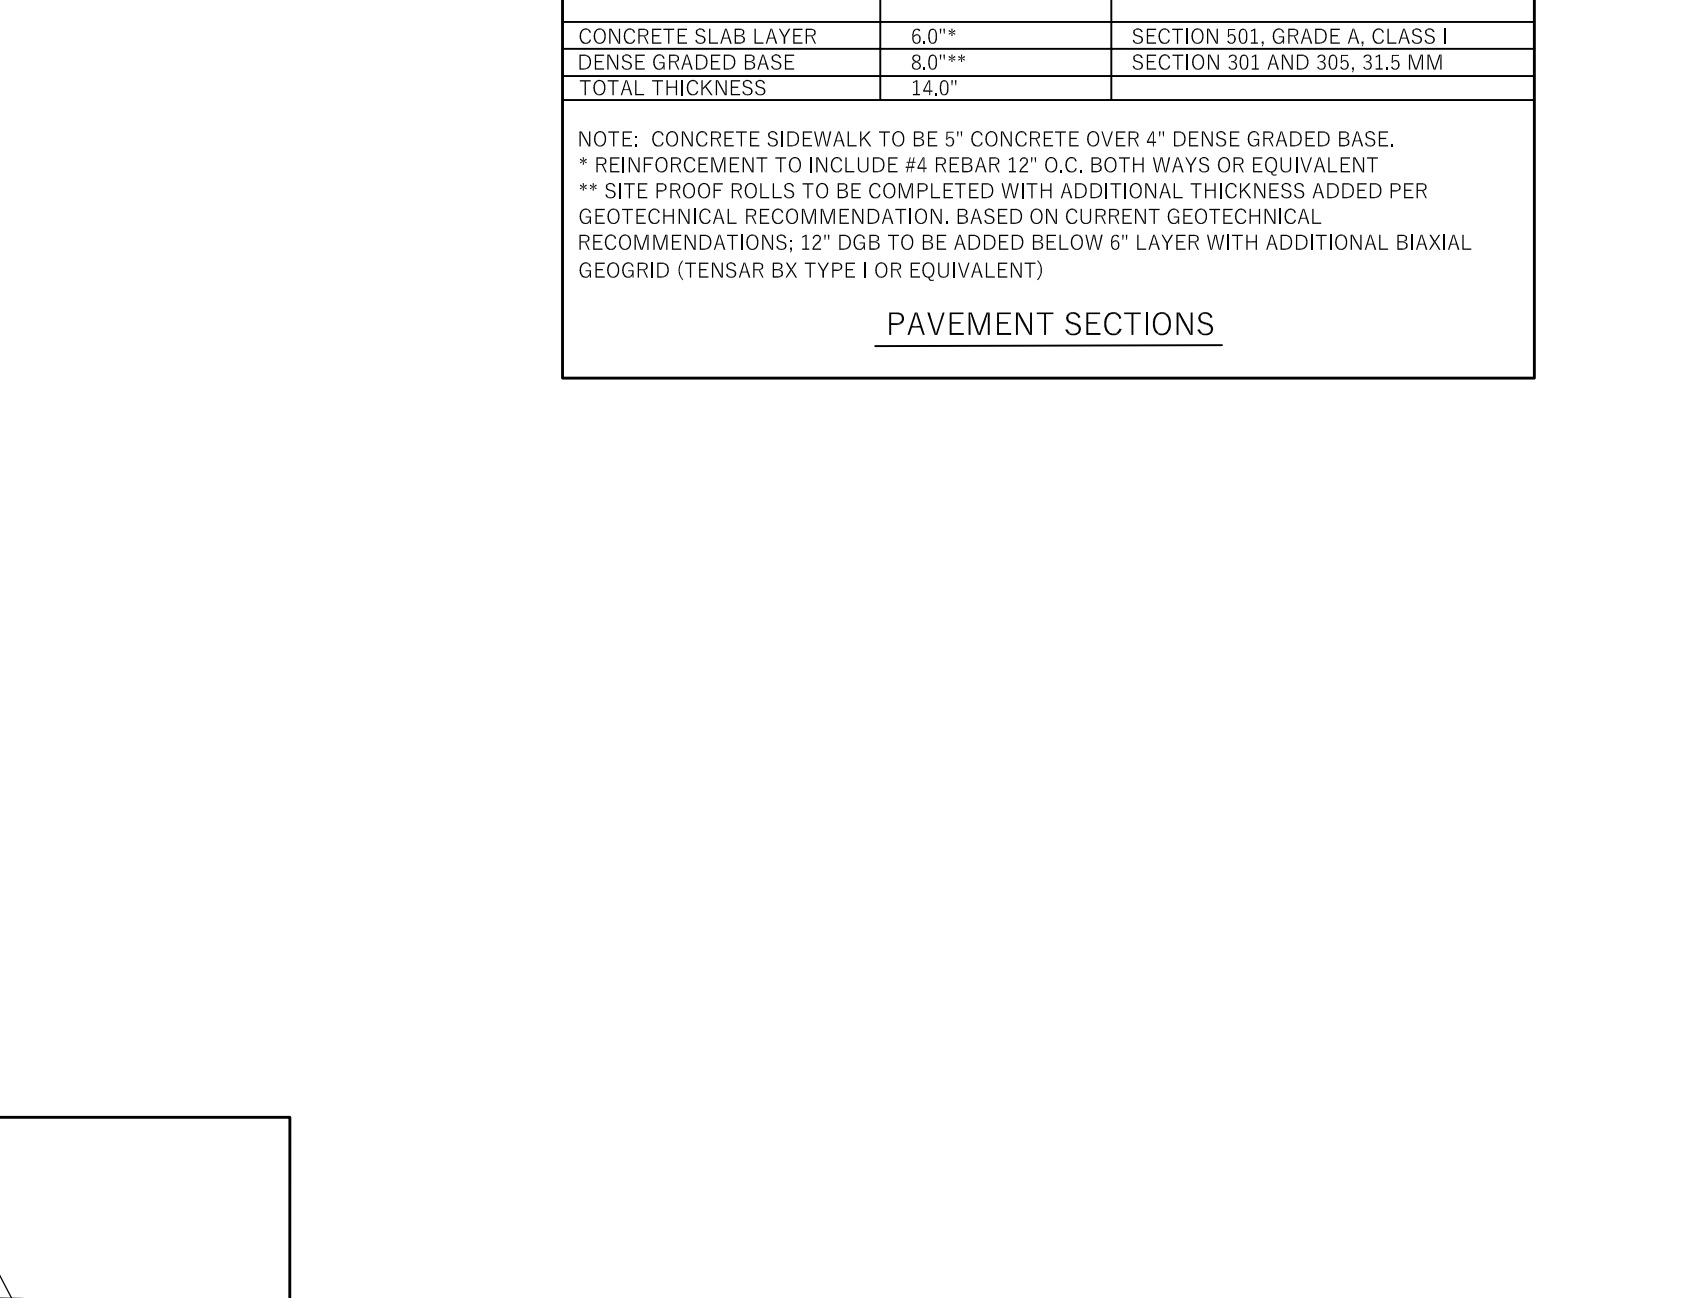 CONCRETE SLAB LAYER 6.0"* SECTION 501, GRADE A, CLASS I
DENSE GRADED BASE 8.0"** SECTION 301 AND 305, 31.5 MM
TOTAL THICKNESS 14.0"
NOTE: CONCRETE SIDEWALK TO BE 5" CONCRETE OVER 4" DENSE GRADED BASE.
* REINFORCEMENT TO INCLUDE #4 REBAR 12" O.C. BOTH WAYS OR EQUIVALENT
** SITE PROOF ROLLS TO BE COMPLETED WITH ADDITIONAL THICKNESS ADDED PER
GEOTECHNICAL RECOMMENDATION. BASED ON CURRENT GEOTECHNICAL
RECOMMENDATIONS; 12" DGB TO BE ADDED BELOW 6" LAYER WITH ADDITIONAL BIAXIAL
GEOGRID (TENSAR BX TYPE I OR EQUIVALENT)
PAVEMENT SECTIONS